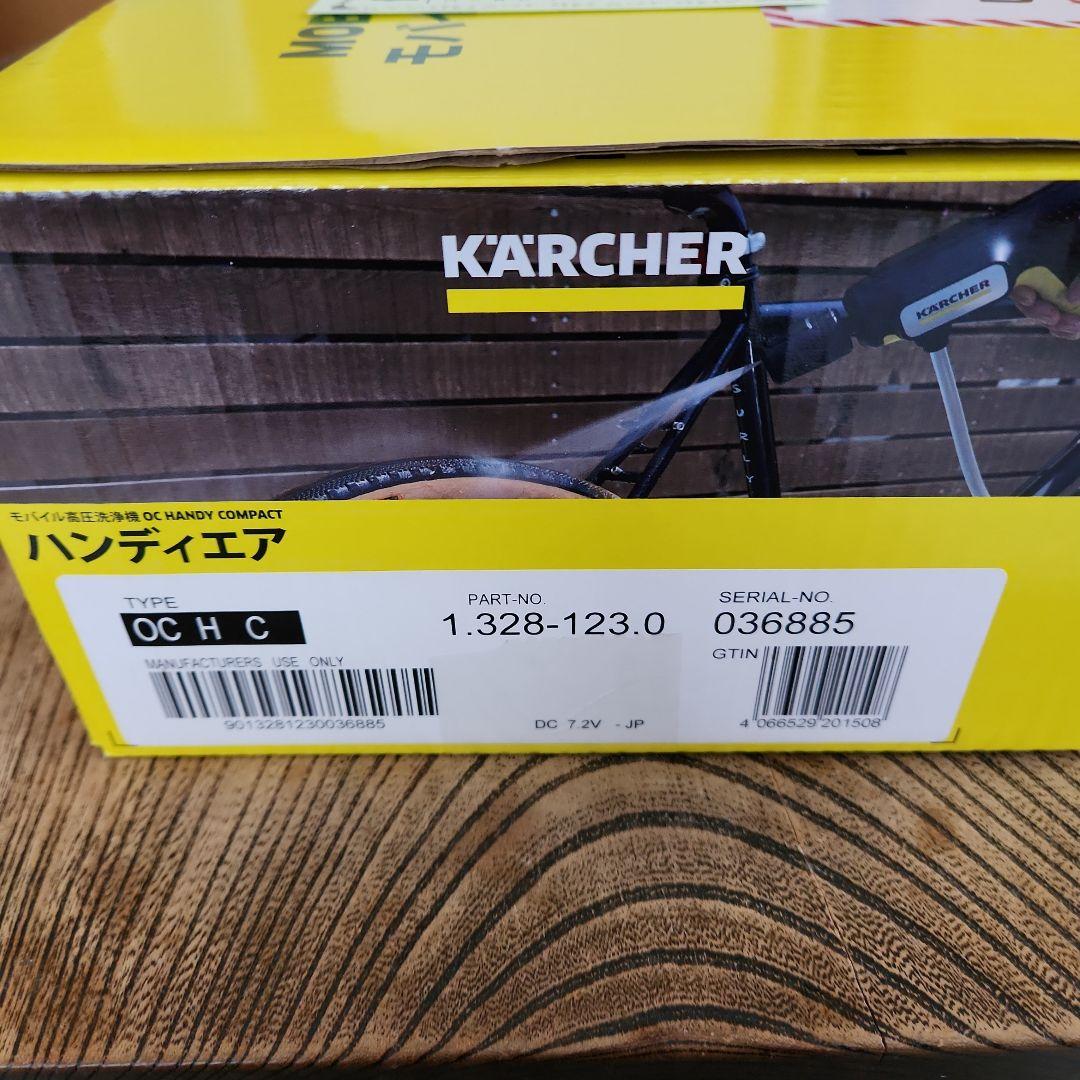 KÄRCHER
KÄRCHER
SURLY
モバイル高圧洗浄機 OC HANDY COMPACT
ハンディエア
TYPE
OC H C
PART-NO.
1.328-123.0
SERIAL-NO.
036885
MANUFACTURERS USE ONLY
9013281230036885
DC 7.2V - JP
GTIN
4 066529 201508